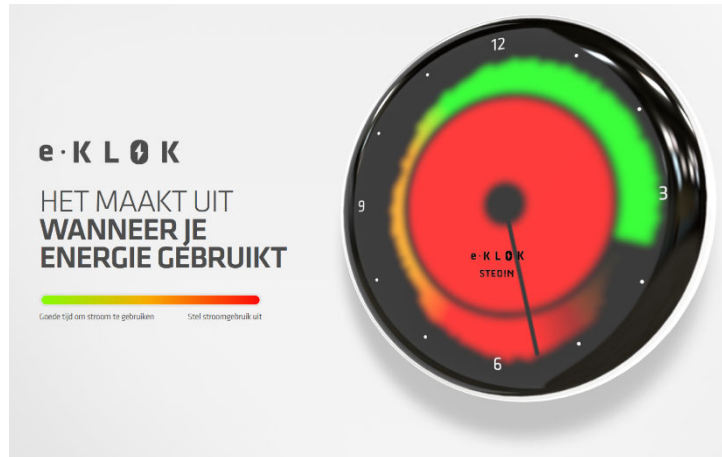 e·KLOK
HET MAAKT UIT
WANNEER JE
ENERGIE GEBRUIKT
Goede tijd om stroom te gebruiken
Stel stroomgebruik uit
12
3
6
9
e·KLOK
STEDIN